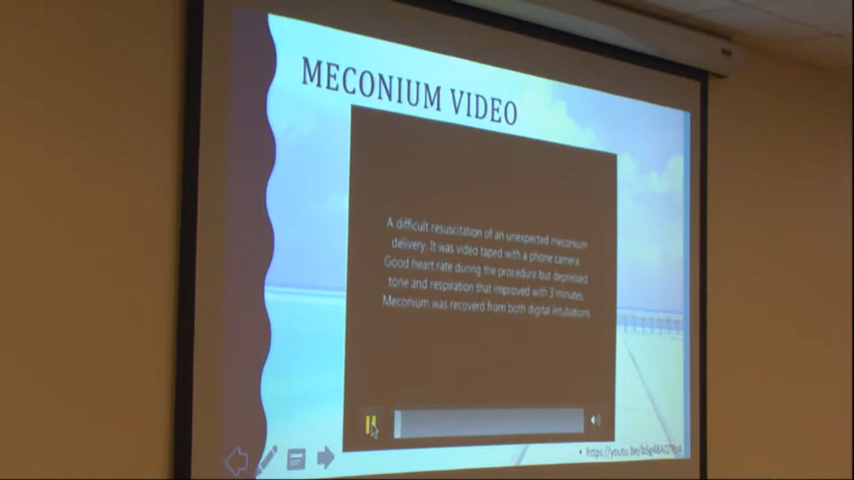 MECONIUM VIDEO
A difficult resuscitation of an unexpected meconium
delivery. It was video taped with a phone camera.
Good heart rate during the procedure but depressed
tone and respiration that improved with 3 minutes.
Meconium was recoverd from both digital intubations.